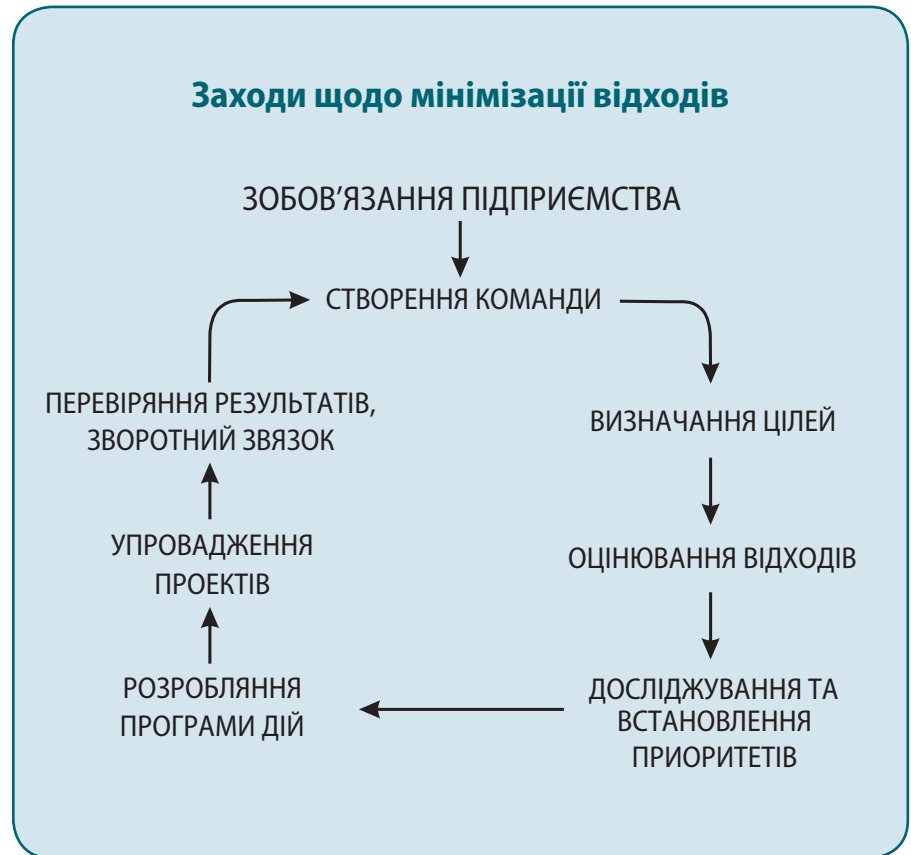 Заходи щодо мінімізації відходів
ЗОБОВ’ЯЗАННЯ ПІДПРИЄМСТВА
СТВОРЕННЯ КОМАНДИ
ВИЗНАЧАННЯ ЦІЛЕЙ
ОЦІНЮВАННЯ ВІДХОДІВ
ДОСЛІДЖУВАННЯ ТА
ВСТАНОВЛЕННЯ
ПРИОРИТЕТІВ
РОЗРОБЛЯННЯ
ПРОГРАМИ ДІЙ
УПРОВАДЖЕННЯ
ПРОЕКТІВ
ПЕРЕВІРЯННЯ РЕЗУЛЬТАТІВ,
ЗВОРОТНИЙ ЗВЯЗОК